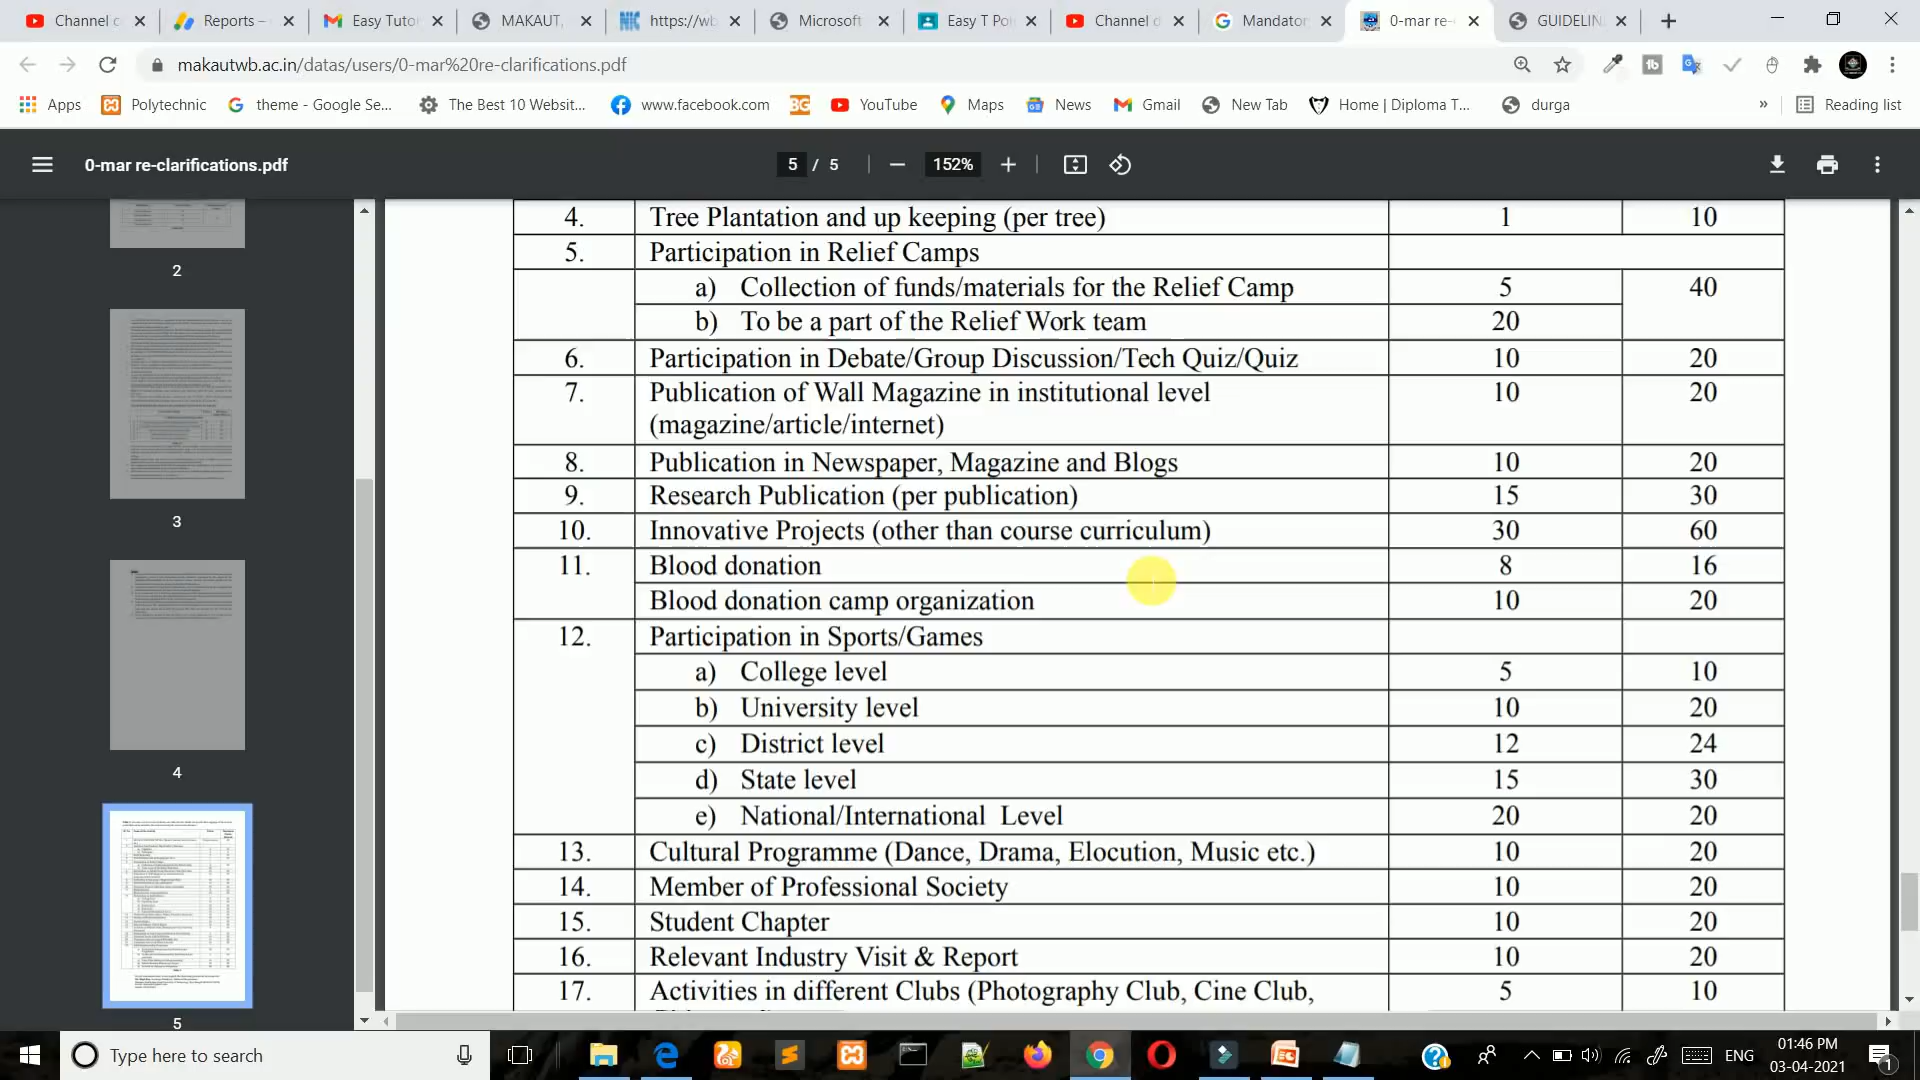 Channel c
Reports –
Easy Tuto
MAKAUT,
https://wb
Microsoft
Easy T Po
Channel d
Mandator
0-mar re-
GUIDELIN
makautwb.ac.in/datas/users/0-mar%20re-clarifications.pdf
Apps
Polytechnic
theme - Google Se...
The Best 10 Websit...
www.facebook.com
BG
YouTube
Maps
News
Gmail
New Tab
Home | Diploma T...
durga
»
Reading list
0-mar re-clarifications.pdf
5 / 5
152%
2
3
4
5
4. Tree Plantation and up keeping (per tree) 1 10
5. Participation in Relief Camps
a) Collection of funds/materials for the Relief Camp 5 40
b) To be a part of the Relief Work team 20
6. Participation in Debate/Group Discussion/Tech Quiz/Quiz 10 20
7. Publication of Wall Magazine in institutional level 10 20
(magazine/article/internet)
8. Publication in Newspaper, Magazine and Blogs 10 20
9. Research Publication (per publication) 15 30
10. Innovative Projects (other than course curriculum) 30 60
11. Blood donation 8 16
Blood donation camp organization 10 20
12. Participation in Sports/Games
a) College level 5 10
b) University level 10 20
c) District level 12 24
d) State level 15 30
e) National/International Level 20 20
13. Cultural Programme (Dance, Drama, Elocution, Music etc.) 10 20
14. Member of Professional Society 10 20
15. Student Chapter 10 20
16. Relevant Industry Visit & Report 10 20
17. Activities in different Clubs (Photography Club, Cine Club, 5 10
Type here to search
ENG
01:46 PM
03-04-2021
1